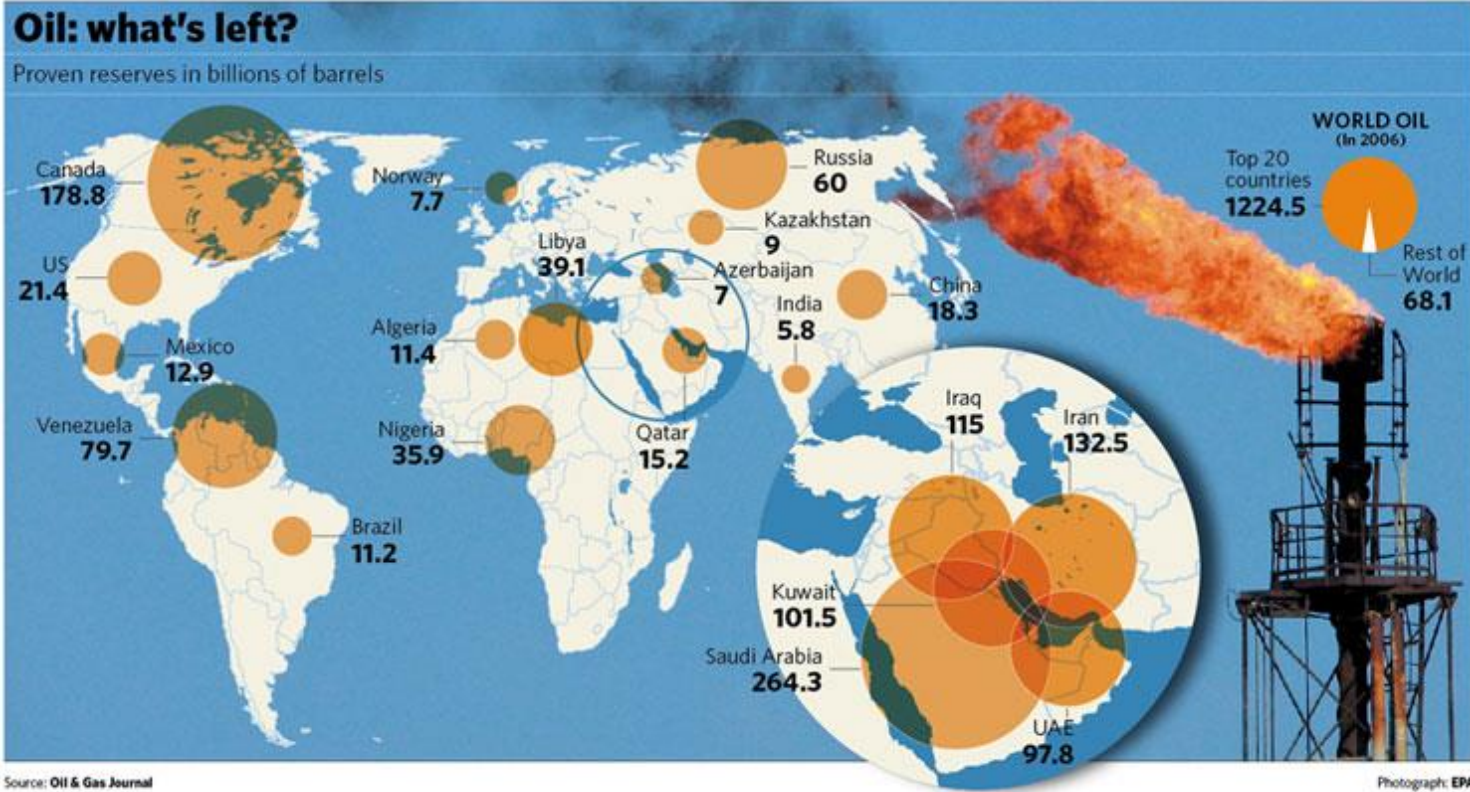 Oil: what's left?
Proven reserves in billions of barrels
Canada
178.8
US
21.4
Mexico
12.9
Venezuela
79.7
Brazil
11.2
Norway
7.7
Libya
39.1
Algeria
11.4
Nigeria
35.9
Qatar
15.2
Russia
60
Kazakhstan
9
Azerbaijan
7
India
5.8
China
18.3
Iraq
115
Iran
132.5
Kuwait
101.5
Saudi Arabia
264.3
UAE
97.8
WORLD OIL
(In 2006)
Top 20
countries
1224.5
Rest of
World
68.1
Source: Oil & Gas Journal
Photograph: EPA